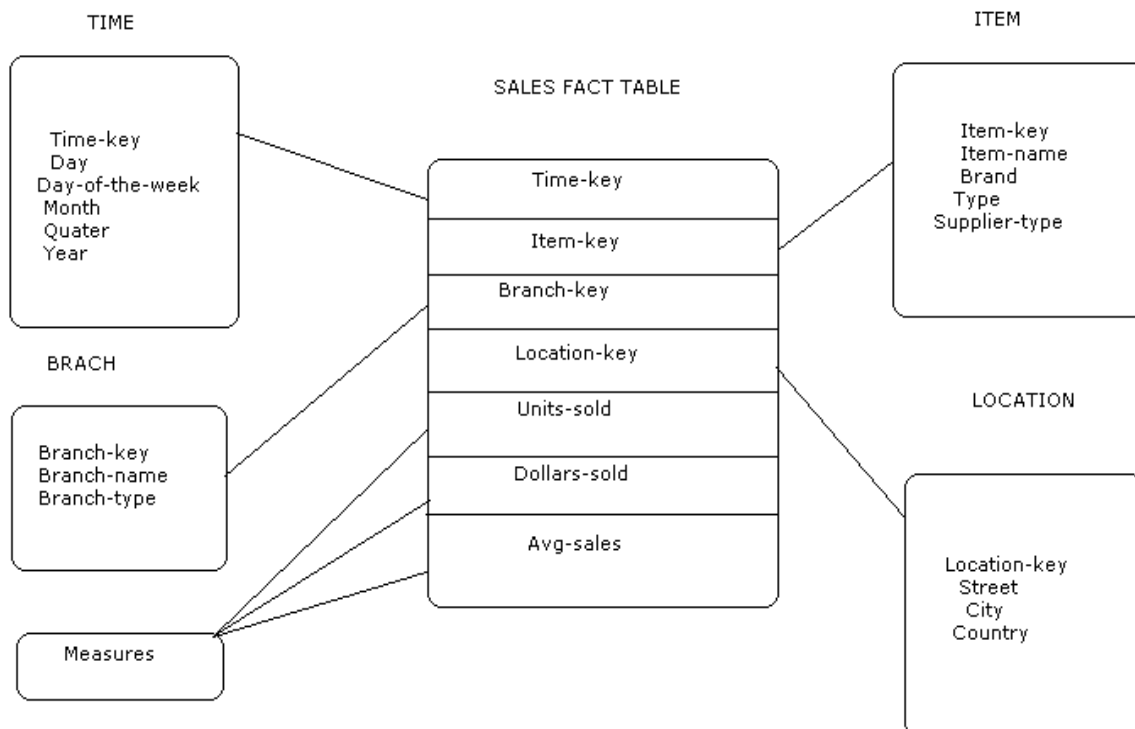 TIME
Time-key
Day
Day-of-the-week
Month
Quater
Year
BRACH
Branch-key
Branch-name
Branch-type
Measures
SALES FACT TABLE
Time-key
Item-key
Branch-key
Location-key
Units-sold
Dollars-sold
Avg-sales
ITEM
Item-key
Item-name
Brand
Type
Supplier-type
LOCATION
Location-key
Street
City
Country